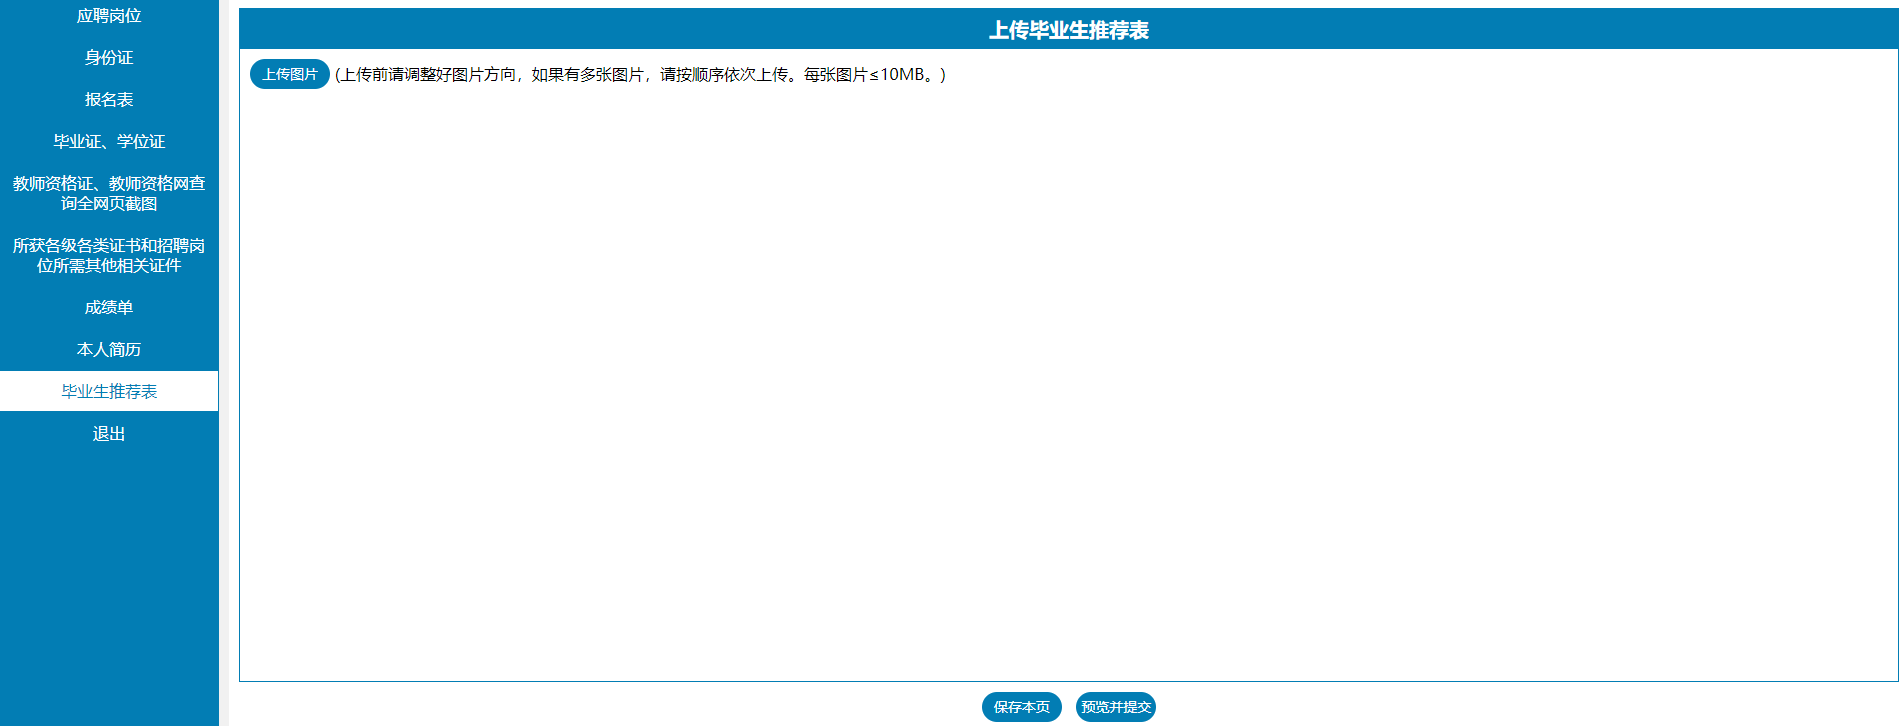 应聘岗位
身份证
报名表
毕业证、学位证
教师资格证、教师资格网查
询全网页截图
所获各级各类证书和招聘岗
位所需其他相关证件
成绩单
本人简历
毕业生推荐表
退出
上传毕业生推荐表
上传图片 (上传前请调整好图片方向，如果有多张图片，请按顺序依次上传。每张图片≤10MB。)
保存本页 预览并提交